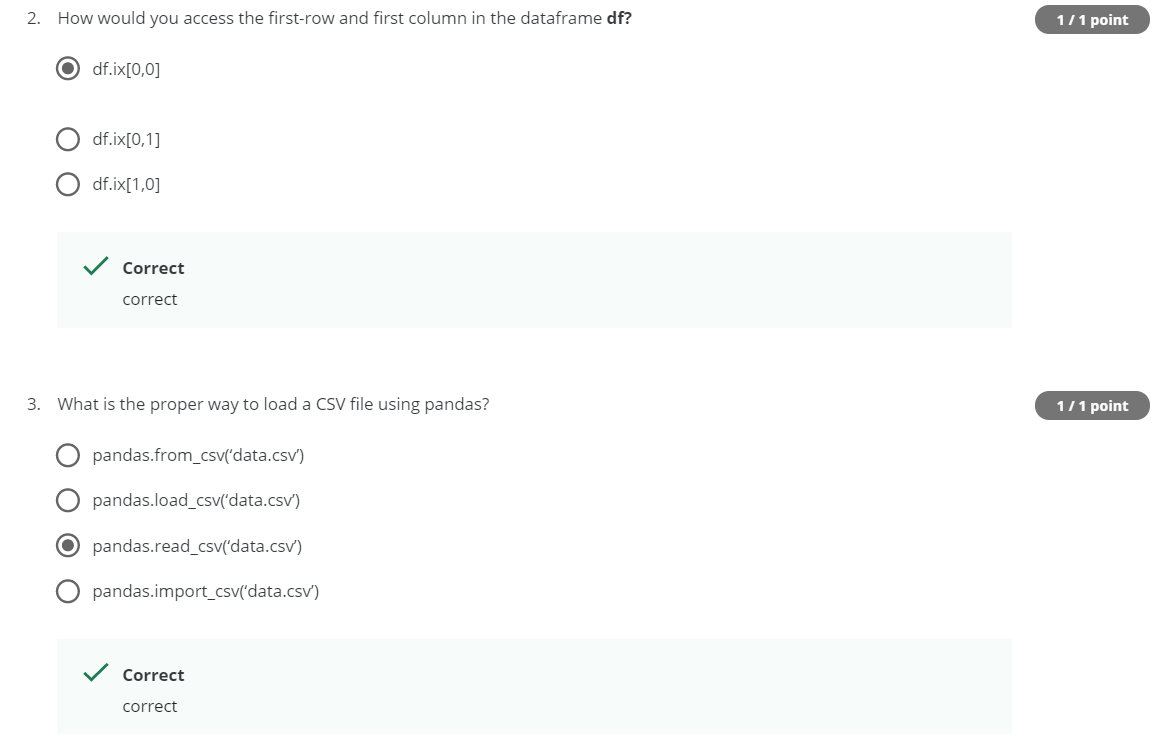 2. How would you access the first-row and first column in the dataframe df?
1 / 1 point
df.ix[0,0]
df.ix[0,1]
df.ix[1,0]
Correct
correct
3. What is the proper way to load a CSV file using pandas?
1 / 1 point
pandas.from_csv(‘data.csv’)
pandas.load_csv(‘data.csv’)
pandas.read_csv(‘data.csv’)
pandas.import_csv(‘data.csv’)
Correct
correct